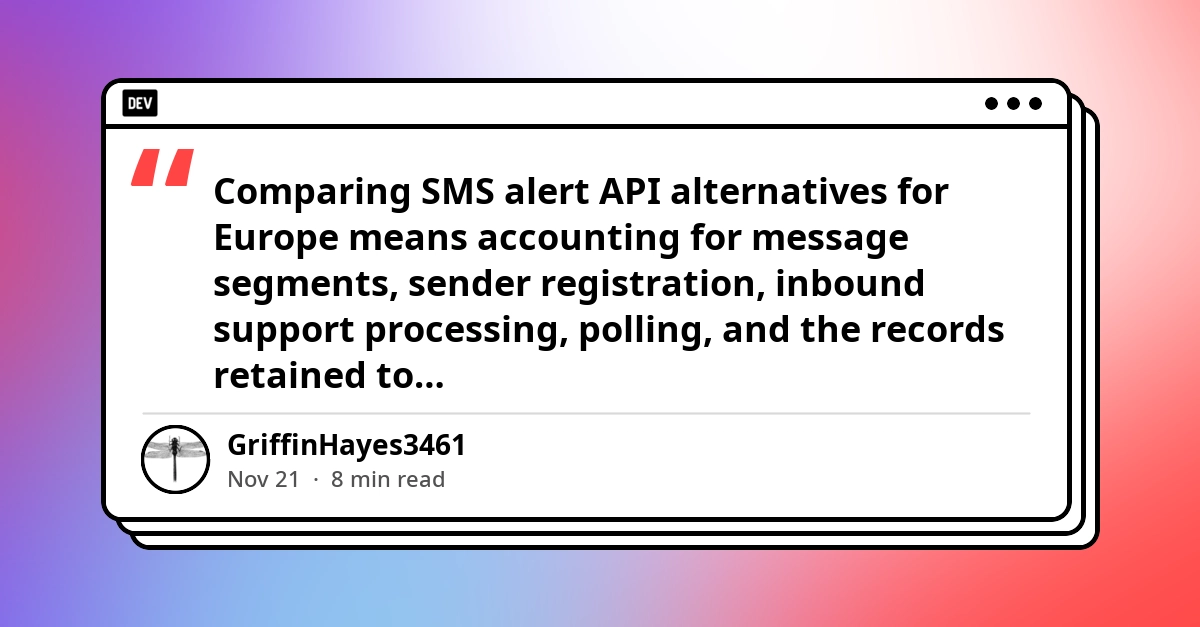 DEV
“
Comparing SMS alert API alternatives for
Europe means accounting for message
segments, sender registration, inbound
support processing, polling, and the records
retained to...
GriffinHayes3461
Nov 21 · 8 min read